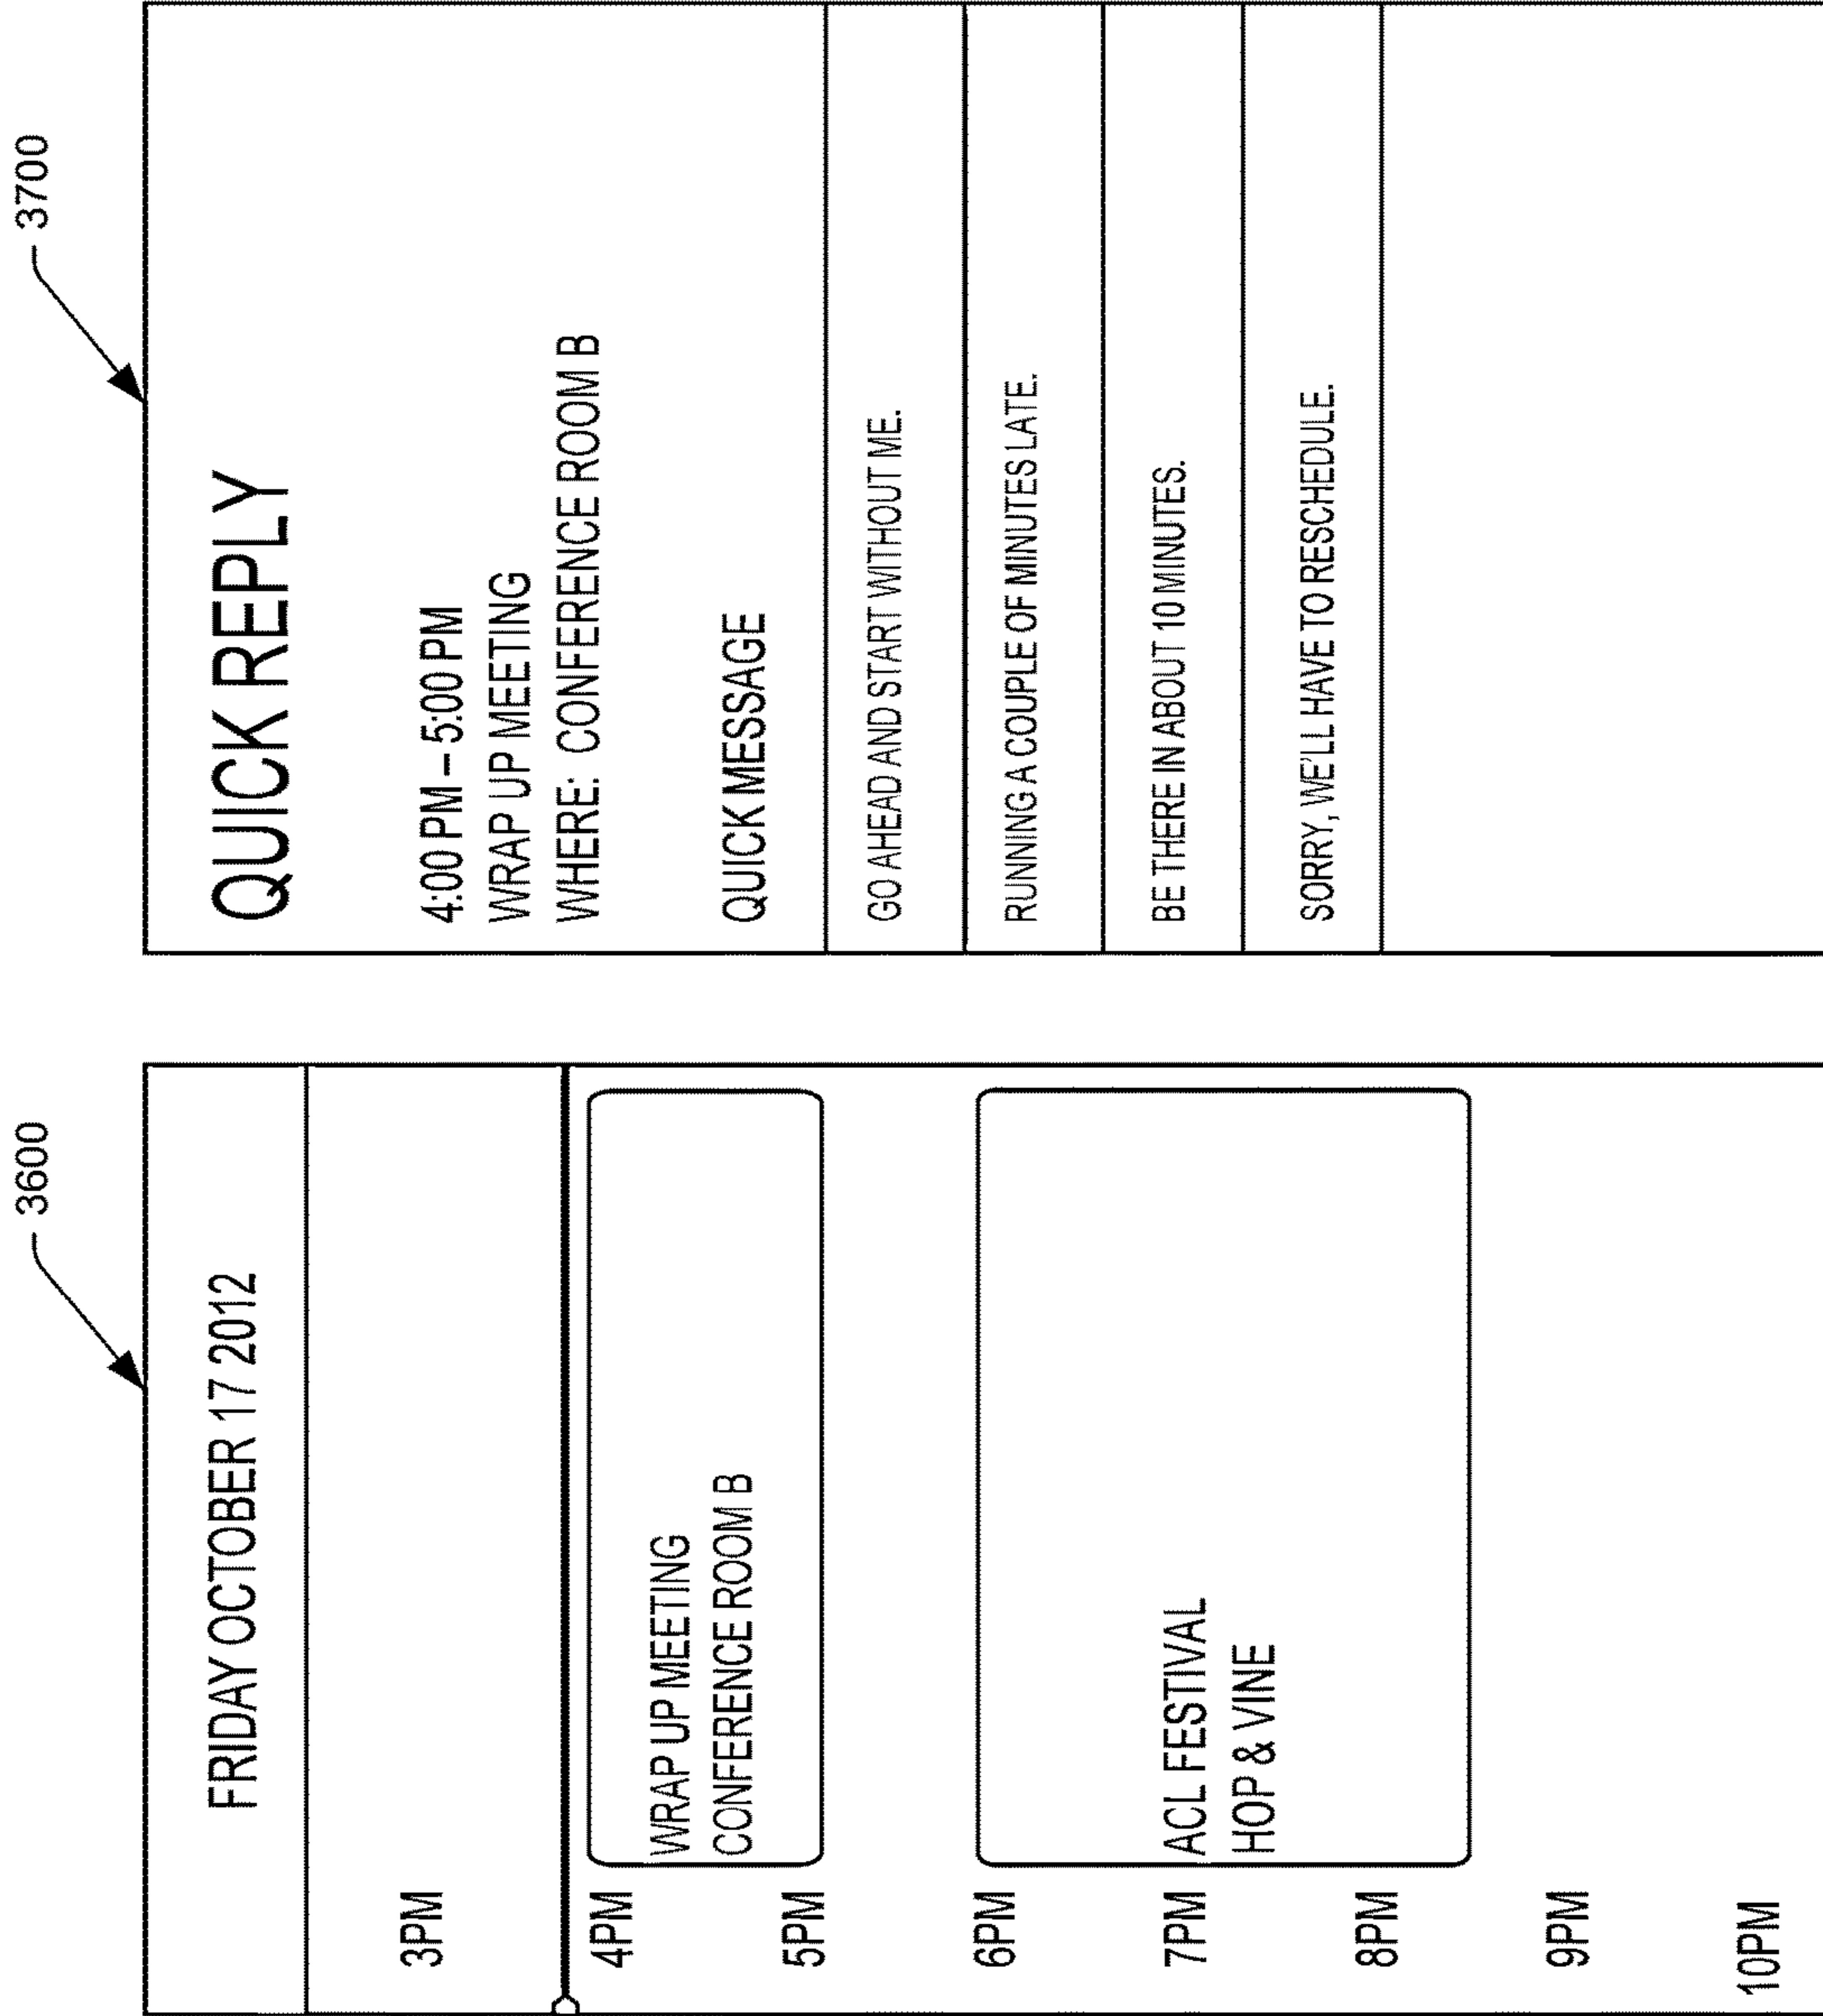 3600
FRIDAY OCTOBER 17 2012
3PM
4PM
WRAP UP MEETING
CONFERENCE ROOM B
5PM
6PM
7PM
ACL FESTIVAL
HOP & VINE
8PM
9PM
10PM
3700
QUICK REPLY
4:00 PM – 5:00 PM
WRAP UP MEETING
WHERE: CONFERENCE ROOM B
QUICK MESSAGE
GO AHEAD AND START WITHOUT ME.
RUNNING A COUPLE OF MINUTES LATE.
BE THERE IN ABOUT 10 MINUTES.
SORRY, WE'LL HAVE TO RESCHEDULE.